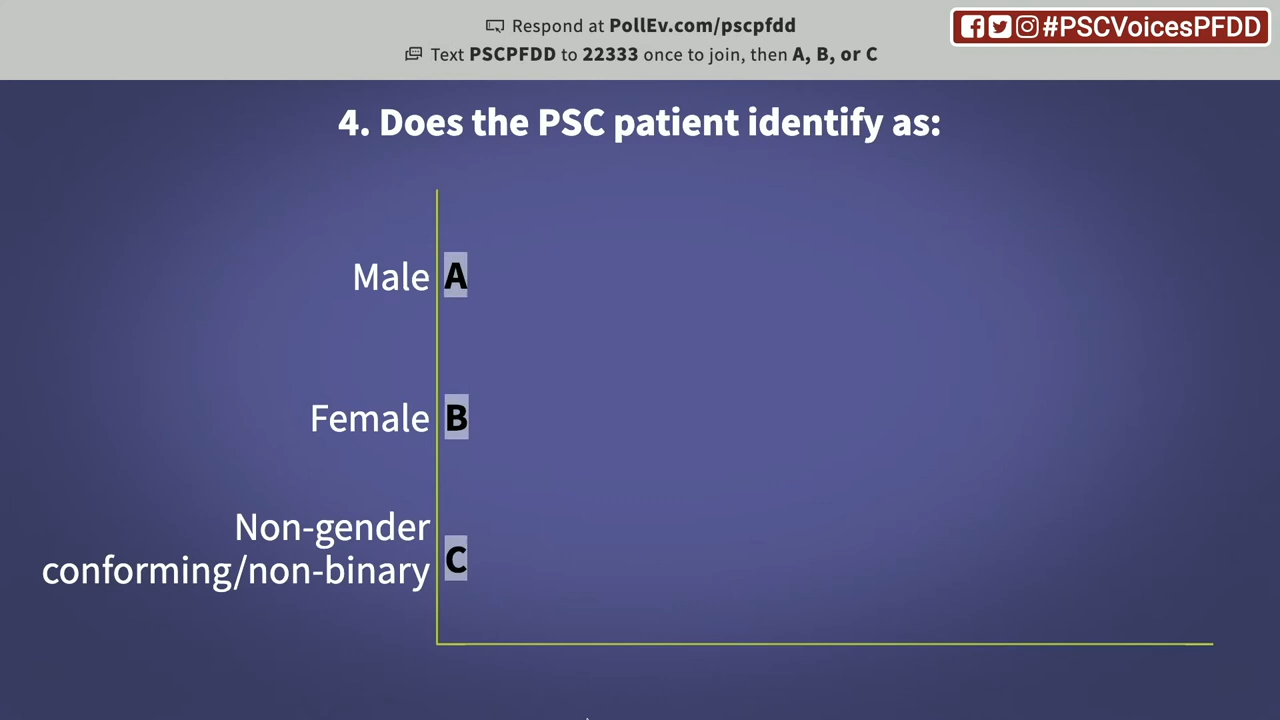 Respond at PollEv.com/pscpfdd
Text PSCPFDD to 22333 once to join, then A, B, or C
#PSCVoicesPFDD
4. Does the PSC patient identify as:
Male A
Female B
Non-gender
conforming/non-binary C